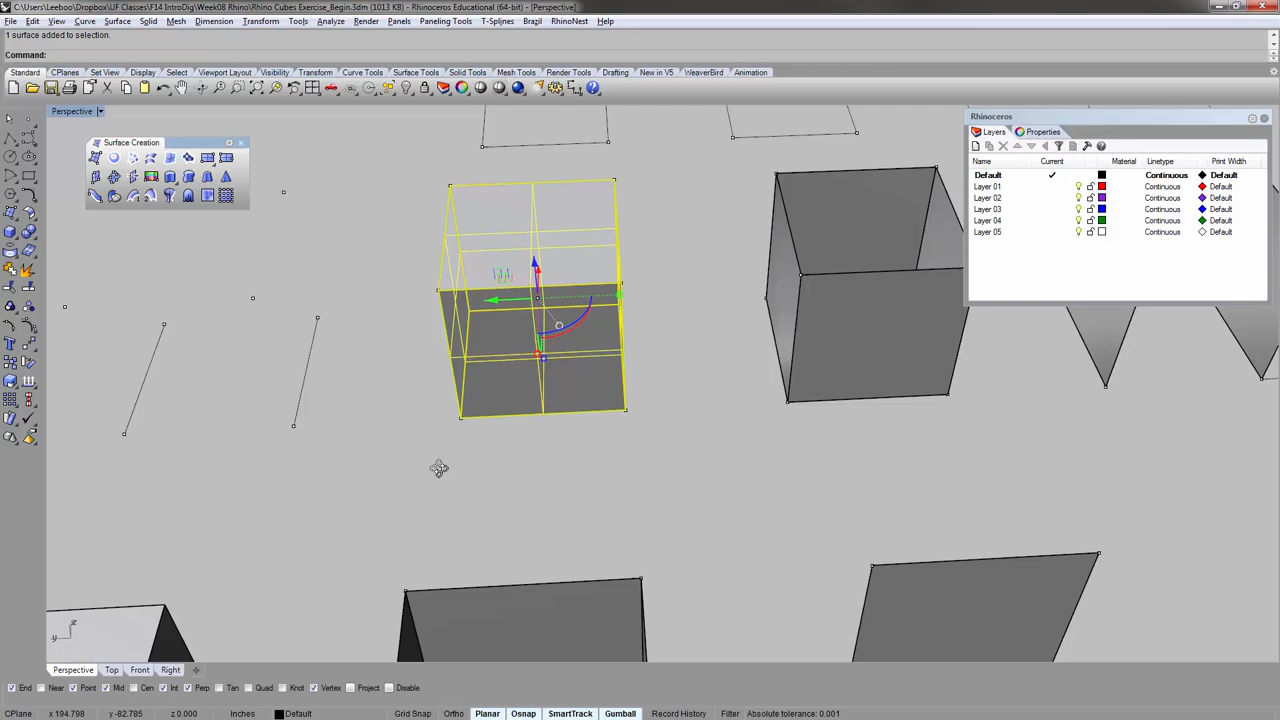 C:\Users\Leeboo\Dropbox\UF Classes\F14 IntroDig\Week08 Rhino\Rhino Cubes Exercise_Begin.3dm (1013 KB) - Rhinoceros Educational (64-bit) - [Perspective]
File Edit View Curve Surface Solid Mesh Dimension Transform Tools Analyze Render Panels Paneling Tools T-Splines Brazil RhinoNest Help
1 surface added to selection.
Command:
Standard CPlanes Set View Display Select Viewport Layout Visibility Transform Curve Tools Surface Tools Solid Tools Mesh Tools Render Tools Drafting New in V5 WeaverBird Animation
Perspective
Surface Creation
Rhinoceros
Layers Properties
Name Current Material Linetype Print Width
Default Continuous Default
Layer 01 Continuous Default
Layer 02 Continuous Default
Layer 03 Continuous Default
Layer 04 Continuous Default
Layer 05 Continuous Default
z
y
Perspective Top Front Right
End Near Point Mid Cen Int Perp Tan Quad Knot Vertex Project Disable
CPlane x 194.798 y -82.785 z 0.000 Inches Default Grid Snap Ortho Planar Osnap SmartTrack Gumball Record History Filter Absolute tolerance: 0.001